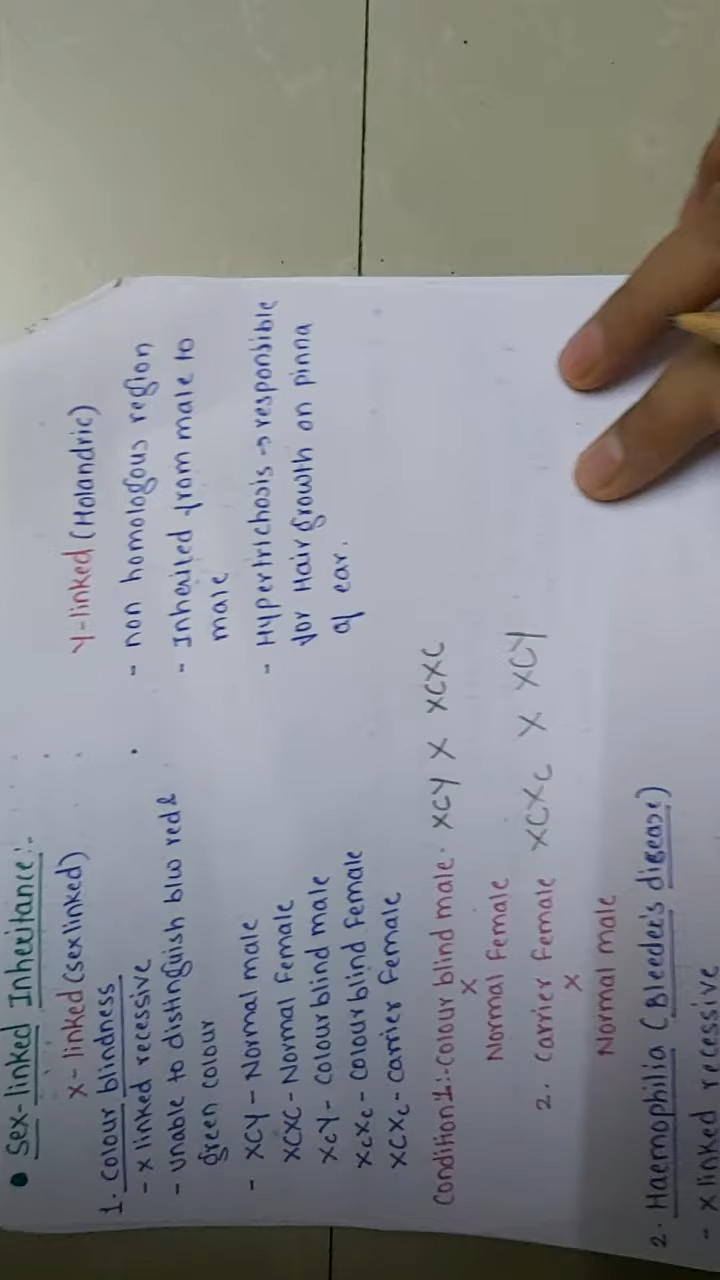 • Sex-linked Inheritance:-
X-linked (sex linked)
1. Colour blindness
- x linked recessive
- unable to distinguish b/w red &
green colour
- XCY - Normal male
XCXC - Normal Female
XcY - Colour blind male
XcXc - Colour blind Female
XCXc - Carrier Female
Y-linked (Holandric)
- non homologous region
- Inherited from male to
male
- Hypertrichosis → responsible
for Hair growth on pinna
of ear.
Condition 1:- Colour blind male. XCY X XCXC
X
Normal Female
2. Carrier Female XCXc X XCY
X
Normal male
2. Haemophilia (Bleeder's disease)
- X linked recessive